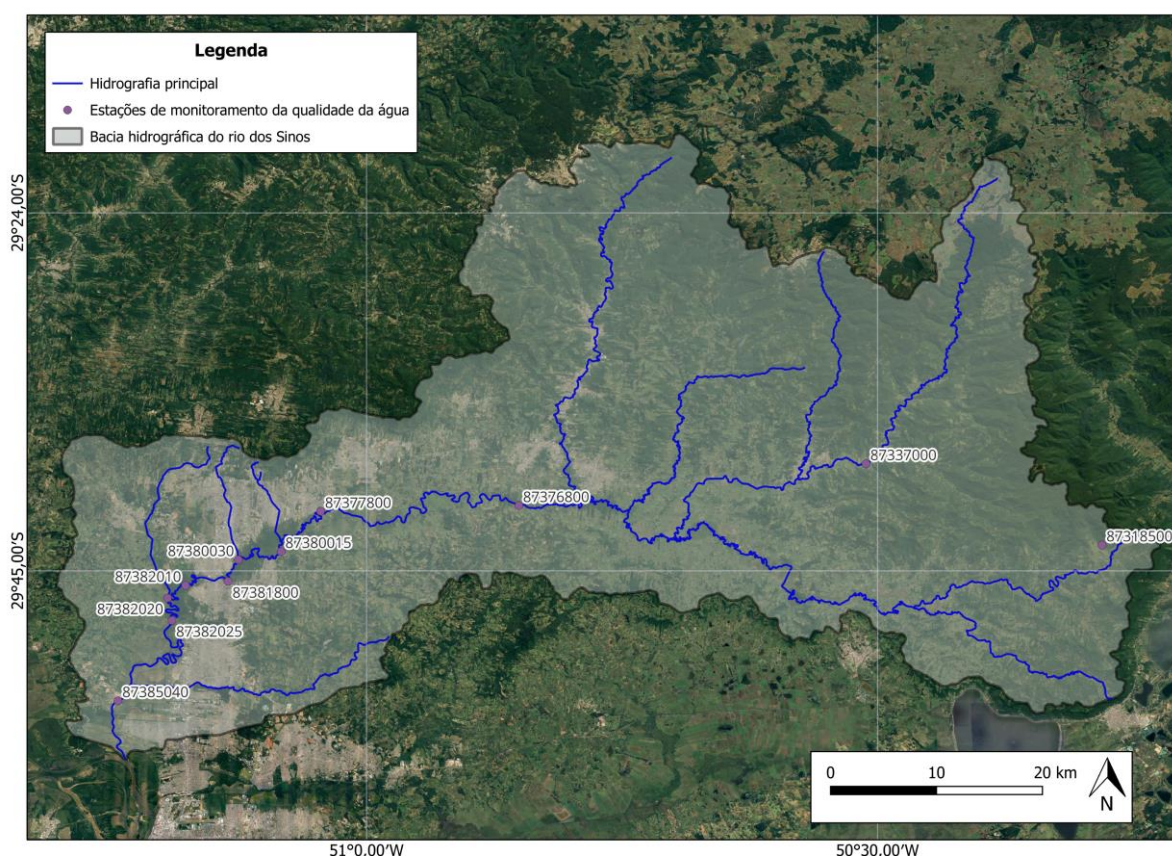 Legenda
Hidrografia principal
Estações de monitoramento da qualidade da água
Bacia hidrográfica do rio dos Sinos
29°24,00'S
29°45,00'S
87337000
87377800
87376800
87318500
87380015
87380030
87382010
87381800
87382020
87382025
87385040
0 10 20 km
N
51°0.00'W 50°30.00'W